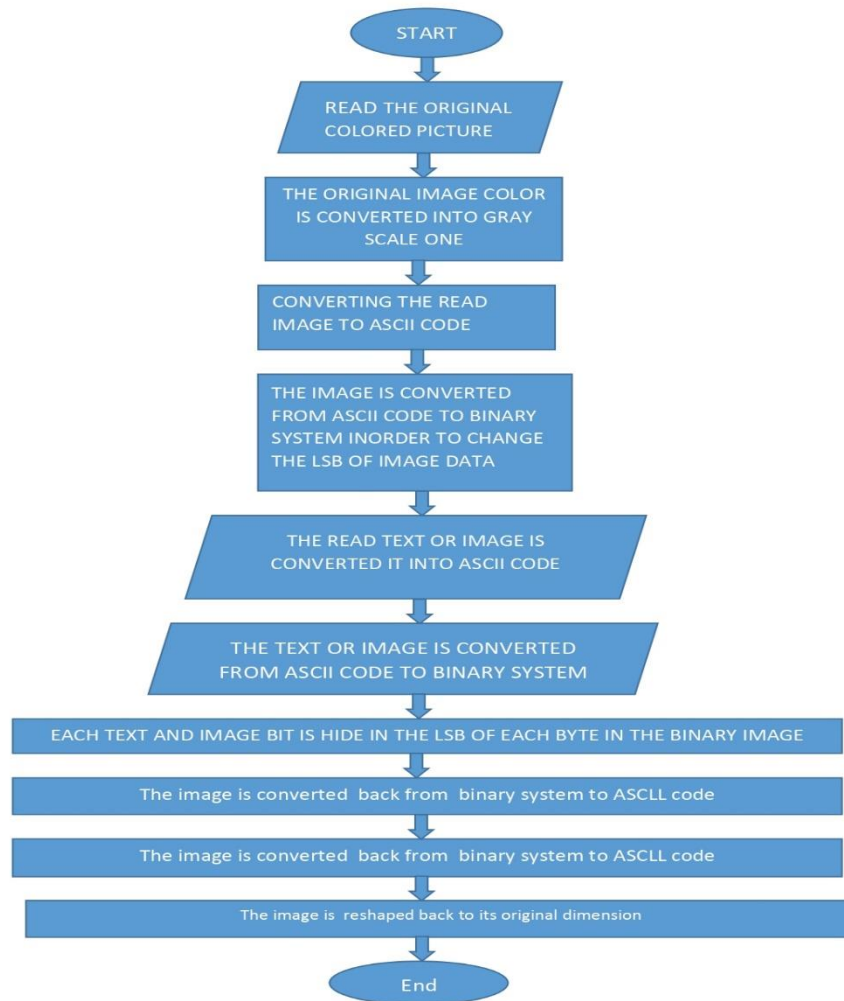 START
READ THE ORIGINAL
COLORED PICTURE
THE ORIGINAL IMAGE COLOR
IS CONVERTED INTO GRAY
SCALE ONE
CONVERTING THE READ
IMAGE TO ASCII CODE
THE IMAGE IS CONVERTED
FROM ASCII CODE TO BINARY
SYSTEM INORDER TO CHANGE
THE LSB OF IMAGE DATA
THE READ TEXT OR IMAGE IS
CONVERTED IT INTO ASCII CODE
THE TEXT OR IMAGE IS CONVERTED
FROM ASCII CODE TO BINARY SYSTEM
EACH TEXT AND IMAGE BIT IS HIDE IN THE LSB OF EACH BYTE IN THE BINARY IMAGE
The image is converted back from binary system to ASCLL code
The image is converted back from binary system to ASCLL code
The image is reshaped back to its original dimension
End